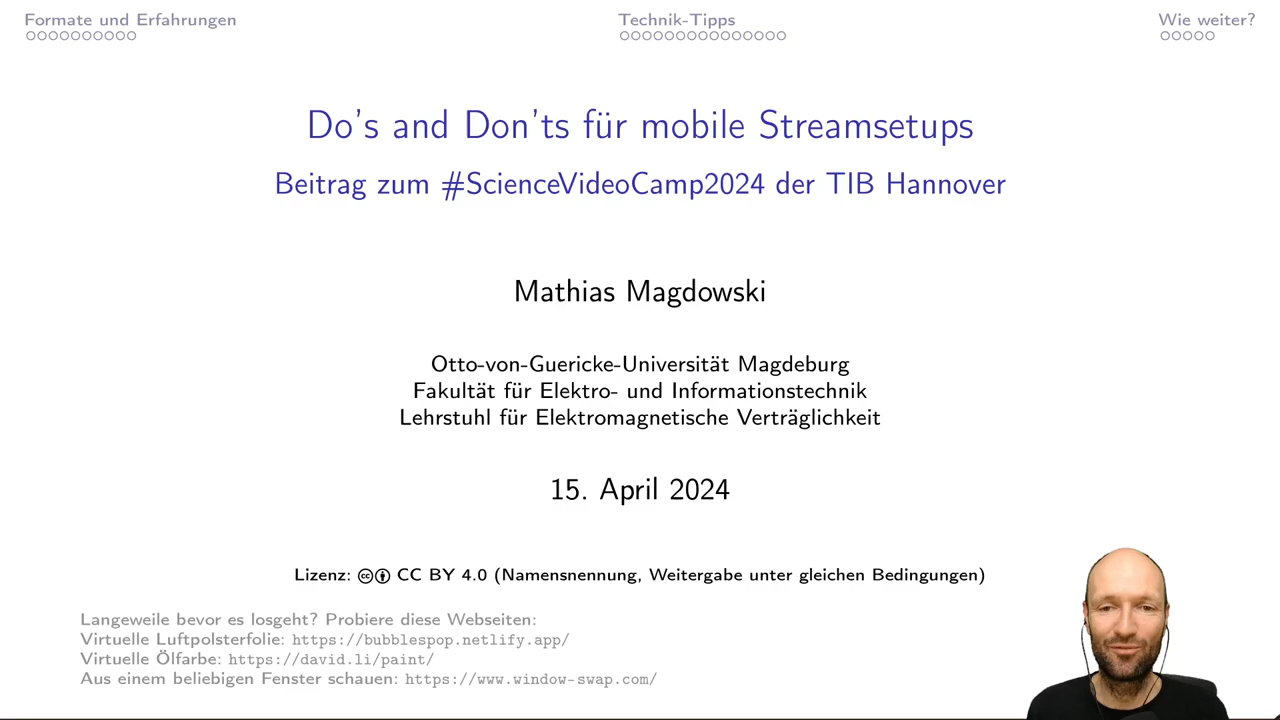 Formate und Erfahrungen
Technik-Tipps
Wie weiter?
Do's and Don'ts für mobile Streamsetups
Beitrag zum #ScienceVideoCamp2024 der TIB Hannover
Mathias Magdowski
Otto-von-Guericke-Universität Magdeburg
Fakultät für Elektro- und Informationstechnik
Lehrstuhl für Elektromagnetische Verträglichkeit
15. April 2024
Lizenz: CC BY 4.0 (Namensnennung, Weitergabe unter gleichen Bedingungen)
Langeweile bevor es losgeht? Probiere diese Webseiten:
Virtuelle Luftpolsterfolie: https://bubblespop.netlify.app/
Virtuelle Ölfarbe: https://david.li/paint/
Aus einem beliebigen Fenster schauen: https://www.window-swap.com/